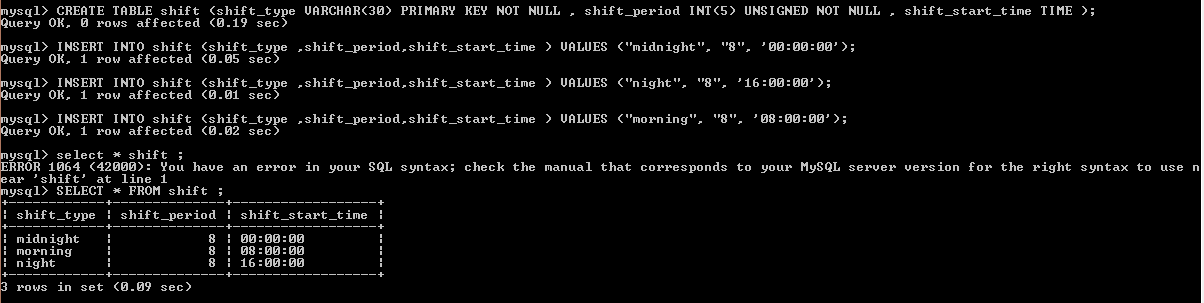 mysql> CREATE TABLE shift (shift_type VARCHAR(30) PRIMARY KEY NOT NULL , shift_period INT(5) UNSIGNED NOT NULL , shift_start_time TIME );
Query OK, 0 rows affected (0.19 sec)
mysql> INSERT INTO shift (shift_type ,shift_period,shift_start_time ) VALUES ("midnight", "8", '00:00:00');
Query OK, 1 row affected (0.05 sec)
mysql> INSERT INTO shift (shift_type ,shift_period,shift_start_time ) VALUES ("night", "8", '16:00:00');
Query OK, 1 row affected (0.01 sec)
mysql> INSERT INTO shift (shift_type ,shift_period,shift_start_time ) VALUES ("morning", "8", '08:00:00');
Query OK, 1 row affected (0.02 sec)
mysql> select * shift ;
ERROR 1064 (42000): You have an error in your SQL syntax; check the manual that corresponds to your MySQL server version for the right syntax to use n
ear 'shift' at line 1
mysql> SELECT * FROM shift ;
+------------+--------------+------------------+
| shift_type | shift_period | shift_start_time |
+------------+--------------+------------------+
| midnight   |            8 | 00:00:00         |
| morning    |            8 | 08:00:00         |
| night      |            8 | 16:00:00         |
+------------+--------------+------------------+
3 rows in set (0.09 sec)